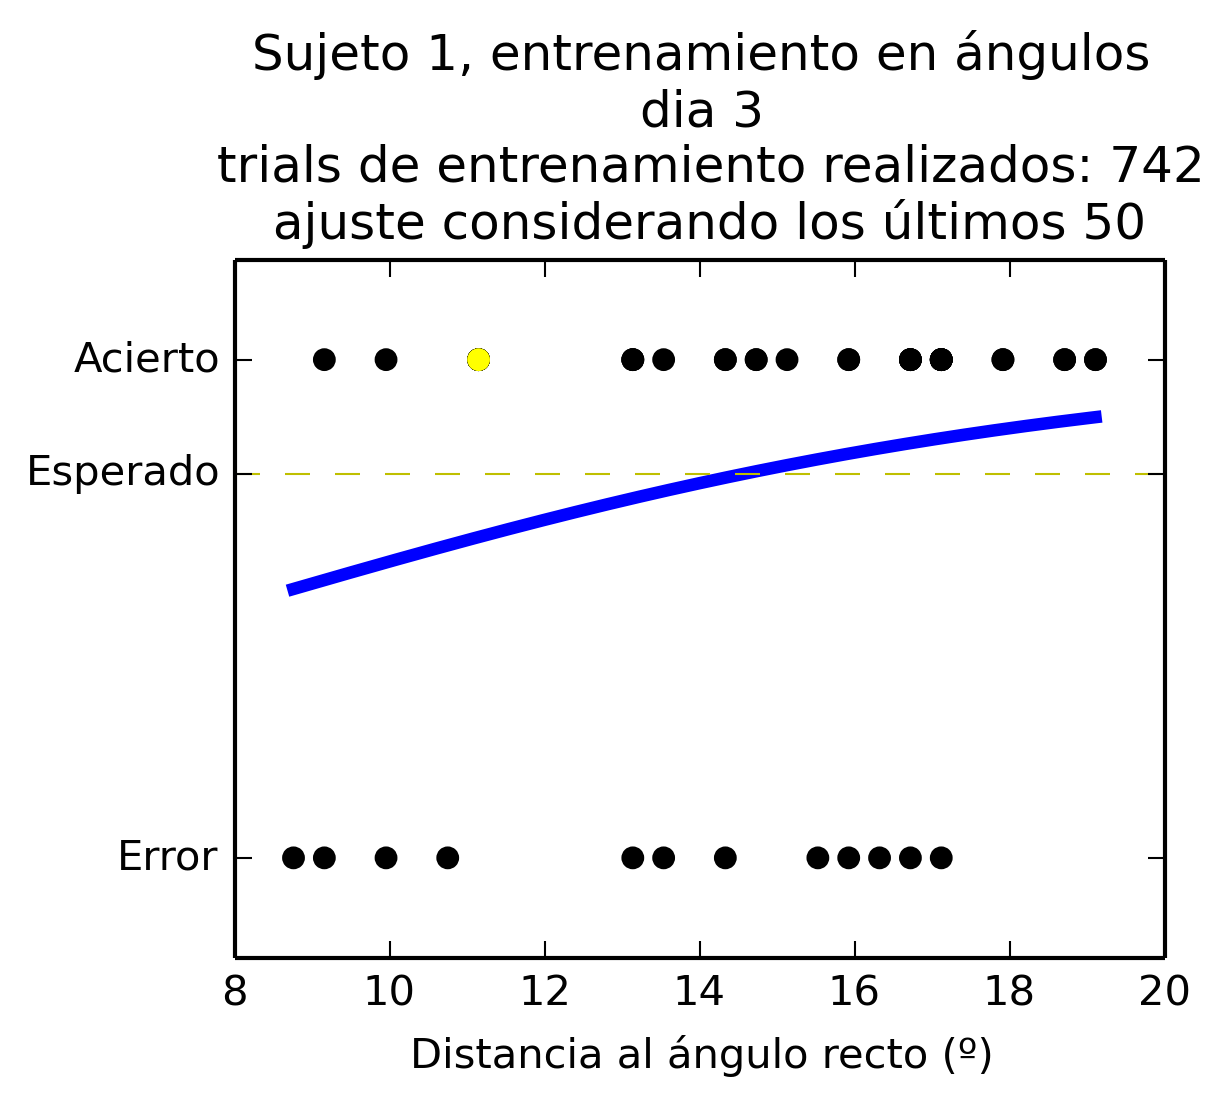 Sujeto 1, entrenamiento en ángulos
dia 3
trials de entrenamiento realizados: 742
ajuste considerando los últimos 50
Acierto
Esperado
Error
8 10 12 14 16 18 20
Distancia al ángulo recto (º)